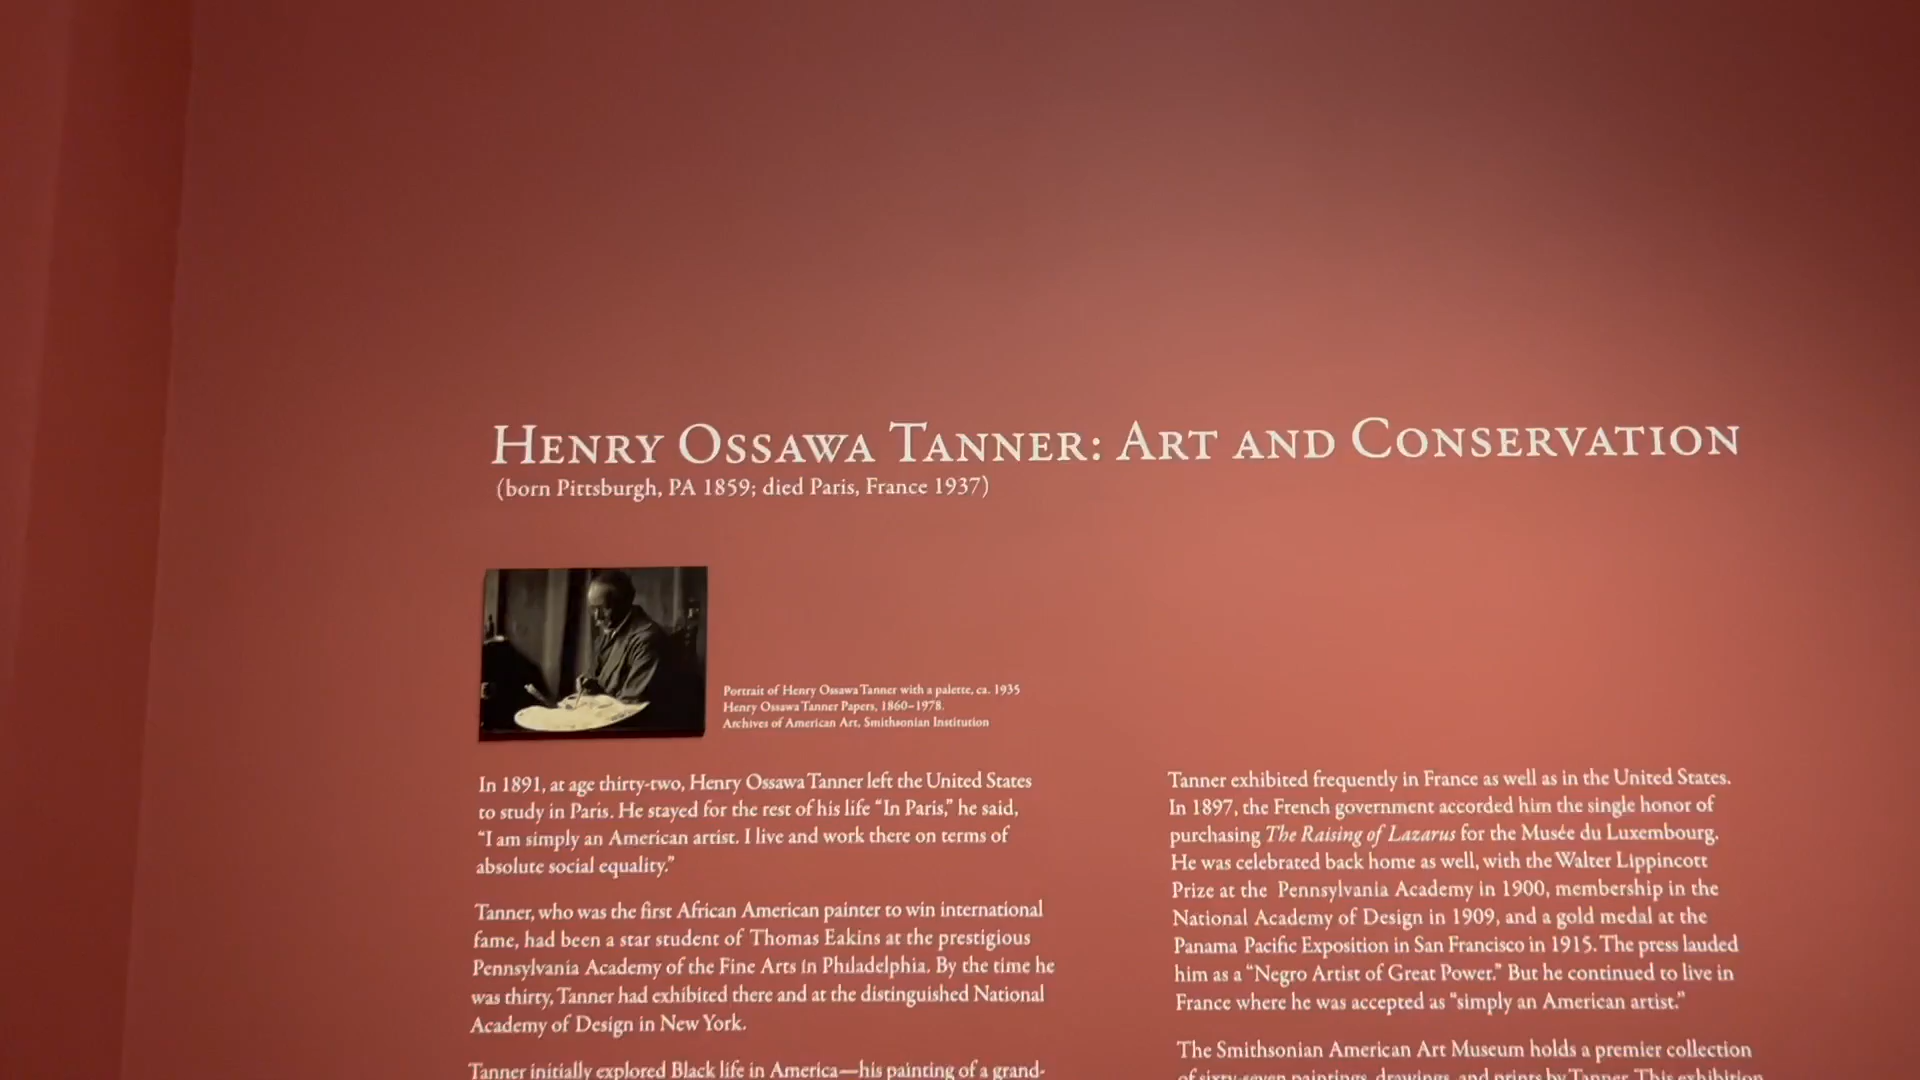 HENRY OSSAWA TANNER: ART AND CONSERVATION
(born Pittsburgh, PA 1859; died Paris, France 1937)
Portrait of Henry Ossawa Tanner with a palette, ca. 1935
Henry Ossawa Tanner Papers, 1860–1978.
Archives of American Art, Smithsonian Institution
In 1891, at age thirty-two, Henry Ossawa Tanner left the United States
to study in Paris. He stayed for the rest of his life “In Paris,” he said,
“I am simply an American artist. I live and work there on terms of
absolute social equality.”
Tanner, who was the first African American painter to win international
fame, had been a star student of Thomas Eakins at the prestigious
Pennsylvania Academy of the Fine Arts in Philadelphia. By the time he
was thirty, Tanner had exhibited there and at the distinguished National
Academy of Design in New York.
Tanner initially explored Black life in America—his painting of a grand-
Tanner exhibited frequently in France as well as in the United States.
In 1897, the French government accorded him the single honor of
purchasing The Raising of Lazarus for the Musée du Luxembourg.
He was celebrated back home as well, with the Walter Lippincott
Prize at the Pennsylvania Academy in 1900, membership in the
National Academy of Design in 1909, and a gold medal at the
Panama Pacific Exposition in San Francisco in 1915. The press lauded
him as a “Negro Artist of Great Power.” But he continued to live in
France where he was accepted as “simply an American artist.”
The Smithsonian American Art Museum holds a premier collection
of sixty-seven paintings, drawings, and prints by Tanner. This exhibition